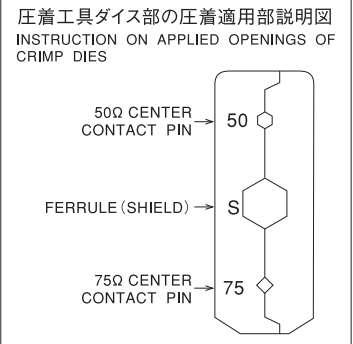 圧着工具ダイス部の圧着適用部説明図
INSTRUCTION ON APPLIED OPENINGS OF
CRIMP DIES
50Ω CENTER
CONTACT PIN
50
FERRULE(SHIELD)
S
75Ω CENTER
CONTACT PIN
75